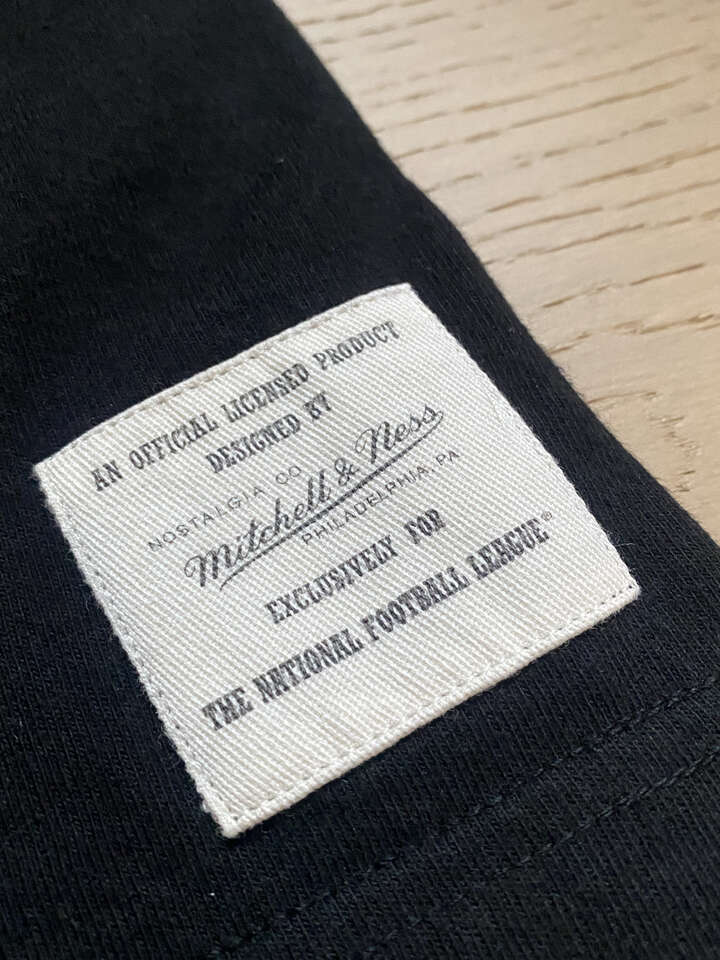 AN OFFICIAL LICENSED PRODUCT
DESIGNED BY
NOSTALGIA CO
Mitchell & Ness
PHILADELPHIA, PA
EXCLUSIVELY FOR
THE NATIONAL FOOTBALL LEAGUE®